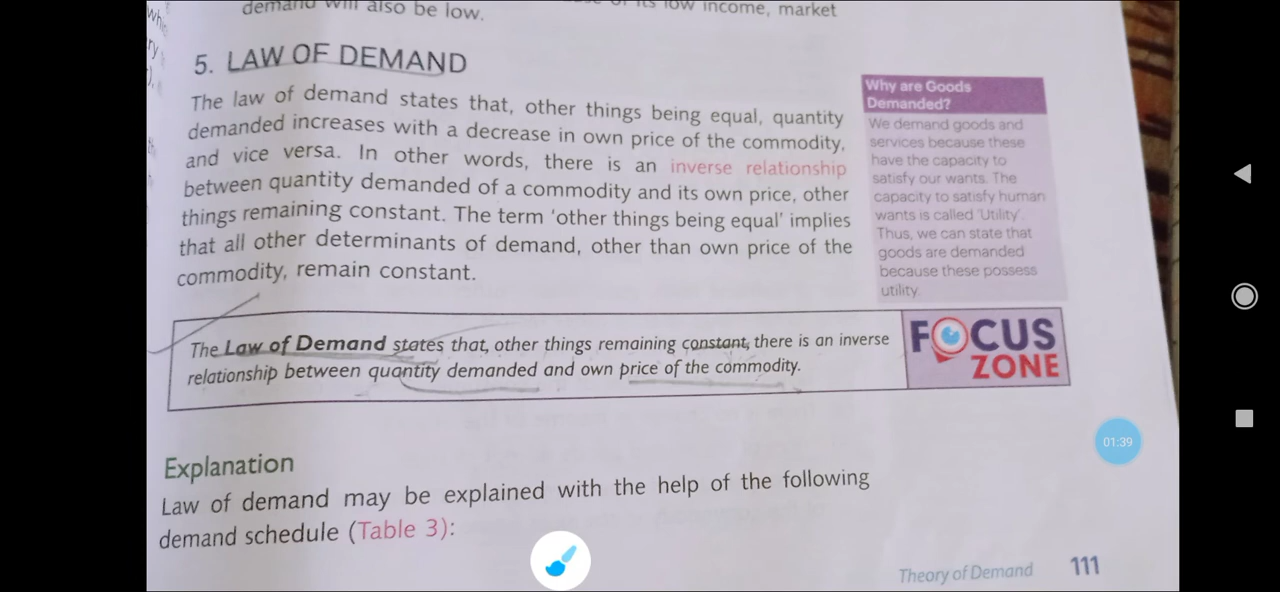 demand will also be low.
its low income, market
5. LAW OF DEMAND
The law of demand states that, other things being equal, quantity
demanded increases with a decrease in own price of the commodity,
and vice versa. In other words, there is an inverse relationship
between quantity demanded of a commodity and its own price, other
things remaining constant. The term 'other things being equal' implies
that all other determinants of demand, other than own price of the
commodity, remain constant.
Why are Goods
Demanded?
We demand goods and
services because these
have the capacity to
satisfy our wants. The
capacity to satisfy human
wants is called 'Utility'.
Thus, we can state that
goods are demanded
because these possess
utility.
The Law of Demand states that, other things remaining constant, there is an inverse
relationship between quantity demanded and own price of the commodity.
FOCUS
ZONE
01:39
Explanation
Law of demand may be explained with the help of the following
demand schedule (Table 3):
Theory of Demand 111